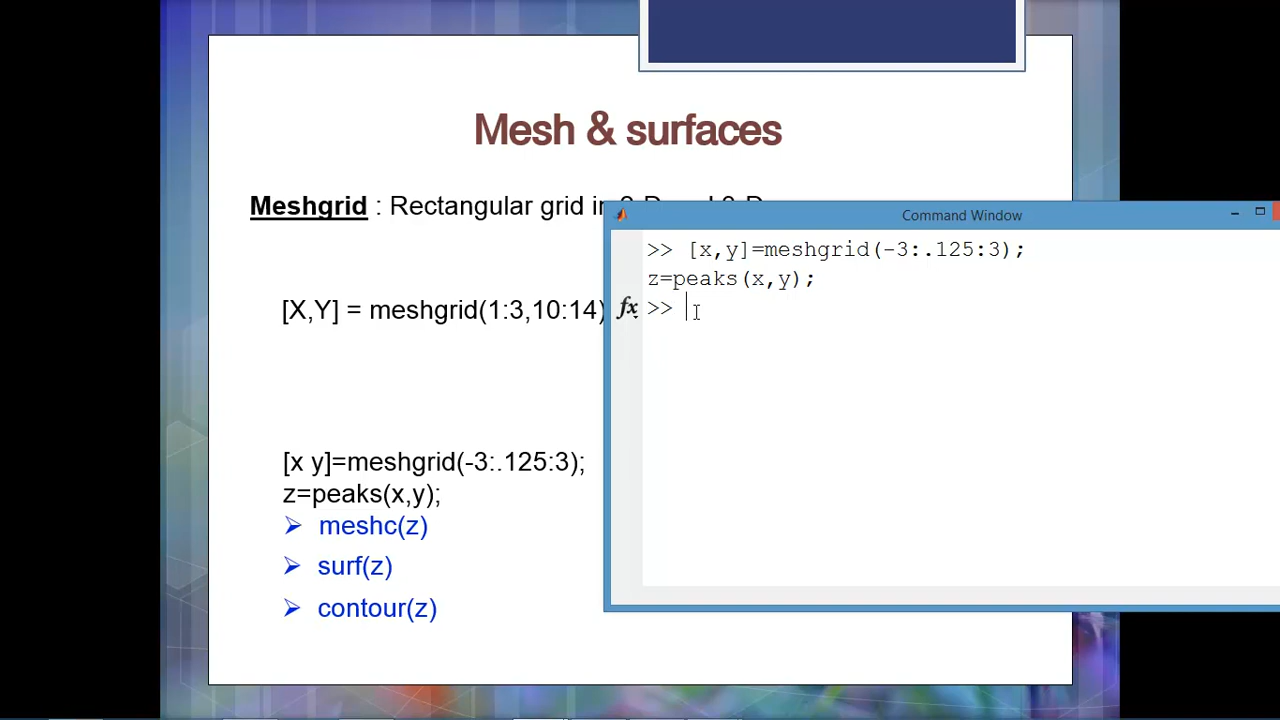 Mesh & surfaces
Meshgrid : Rectangular grid in
Command Window
>> [x,y]=meshgrid(-3:.125:3);
z=peaks(x,y);
fx >>
[X,Y] = meshgrid(1:3,10:14)
[x y]=meshgrid(-3:.125:3);
z=peaks(x,y);
➢ meshc(z)
➢ surf(z)
➢ contour(z)